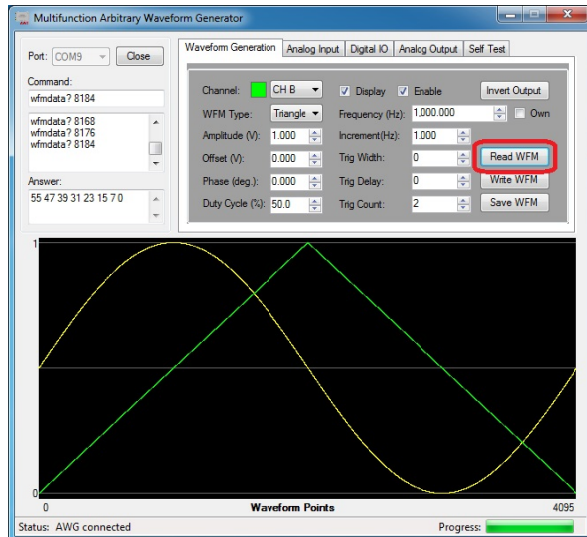 Multifunction Arbitrary Waveform Generator
Port: COM9 Close
Command:
wfmdata? 8184
wfmdata? 8168
wfmdata? 8176
wfmdata? 8184
Answer:
55 47 39 31 23 15 7 0
Waveform Generation Analog Input Digital IO Analog Output Self Test
Channel: CH B Display Enable Invert Output
WFM Type: Triangle Frequency (Hz): 1,000.000 Own
Amplitude (V): 1.000 Increment(Hz): 1.000
Offset (V): 0.000 Trig Width: 0 Read WFM
Phase (deg.): 0.000 Trig Delay: 0 Write WFM
Duty Cycle (%): 50.0 Trig Count: 2 Save WFM
1
0
0 Waveform Points 4095
Status: AWG connected Progress: